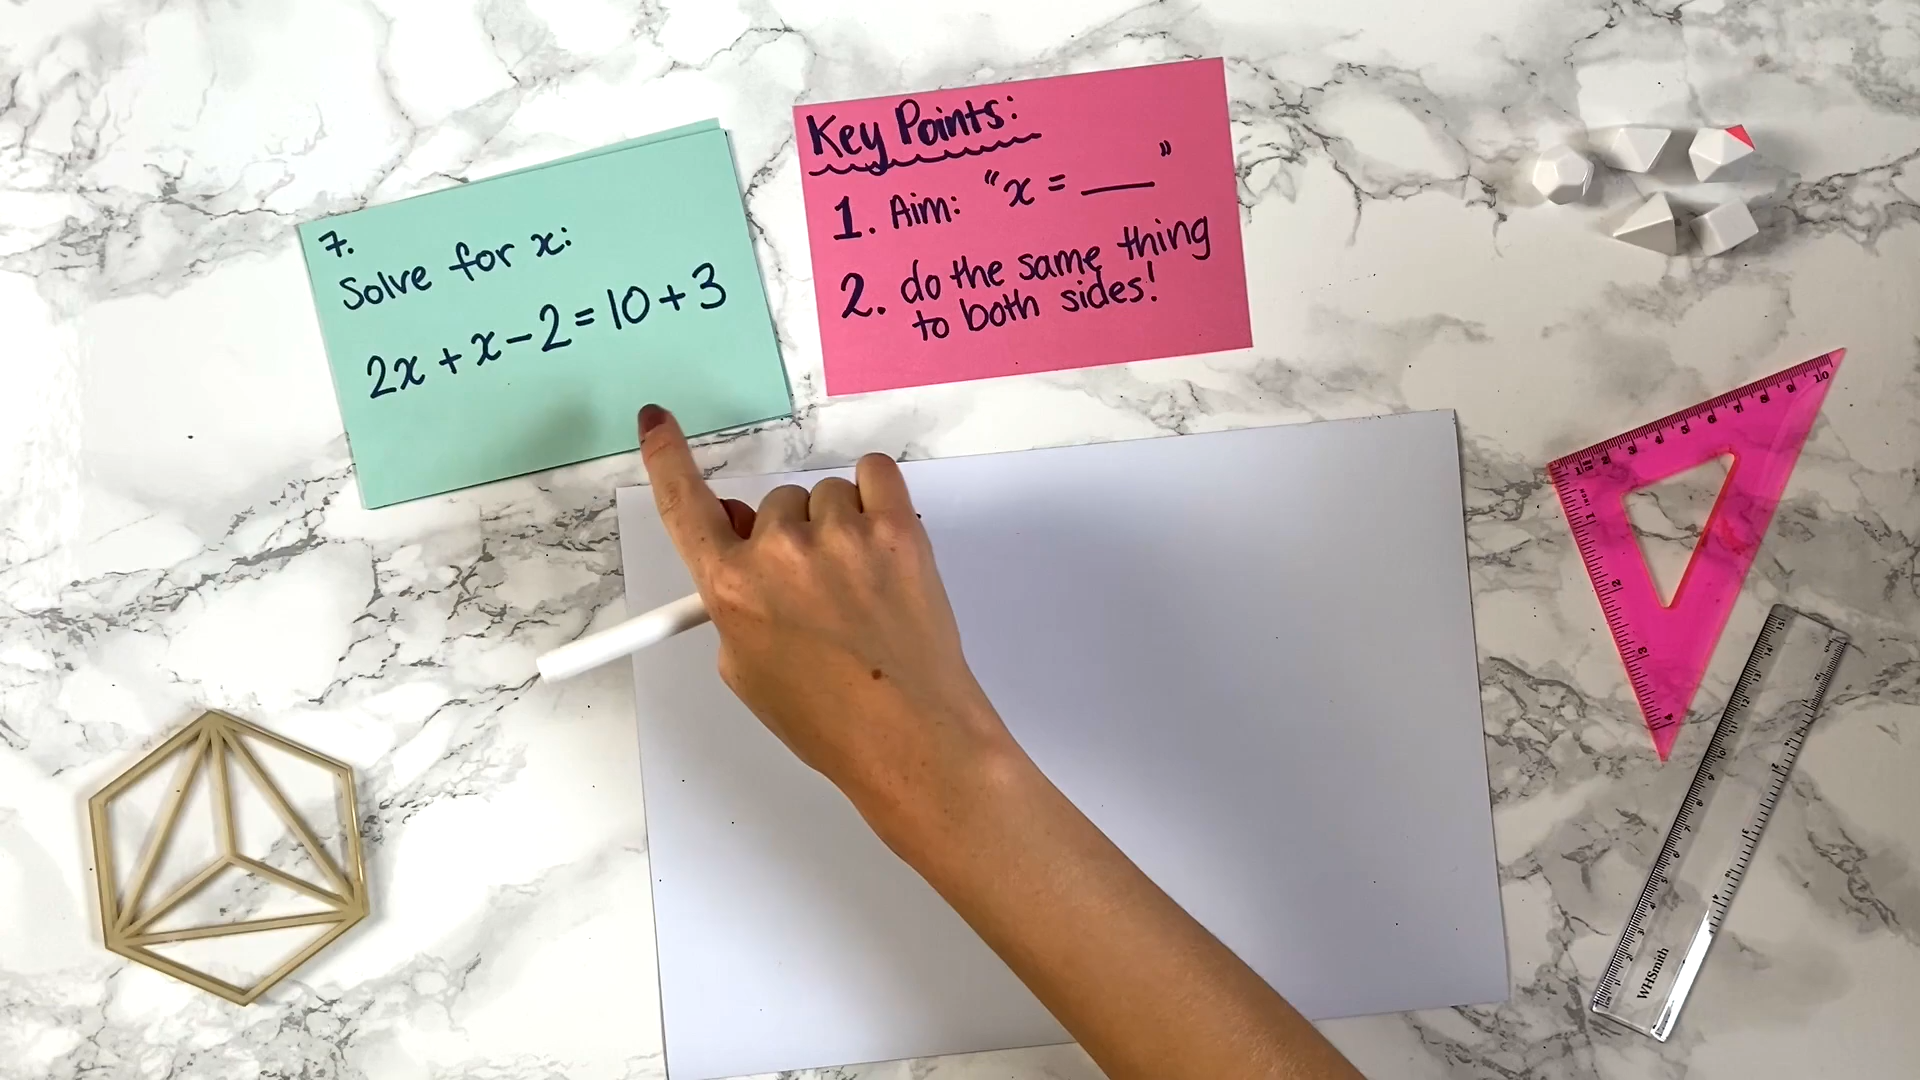 7.
Solve for x:
2x + x - 2 = 10 + 3
Key Points:
1. Aim: "x = ___"
2. do the same thing
to both sides!
WHSmith